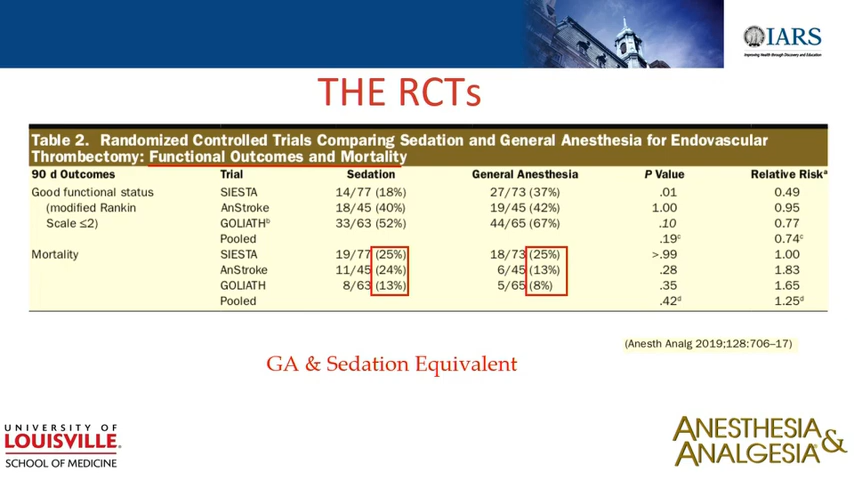 IARS
Improving Health through Discovery and Education
THE RCTs
Table 2. Randomized Controlled Trials Comparing Sedation and General Anesthesia for Endovascular
Thrombectomy: Functional Outcomes and Mortality
90 d Outcomes Trial Sedation General Anesthesia P Value Relative Riskᵃ
Good functional status SIESTA 14/77 (18%) 27/73 (37%) .01 0.49
(modified Rankin AnStroke 18/45 (40%) 19/45 (42%) 1.00 0.95
Scale ≤2) GOLIATHᵇ 33/63 (52%) 44/65 (67%) .10 0.77
Pooled .19ᶜ 0.74ᶜ
Mortality SIESTA 19/77 (25%) 18/73 (25%) >.99 1.00
AnStroke 11/45 (24%) 6/45 (13%) .28 1.83
GOLIATH 8/63 (13%) 5/65 (8%) .35 1.65
Pooled .42ᵈ 1.25ᵈ
(Anesth Analg 2019;128:706–17)
GA & Sedation Equivalent
UNIVERSITY OF
LOUISVILLE.
SCHOOL OF MEDICINE
ANESTHESIA &
ANALGESIA